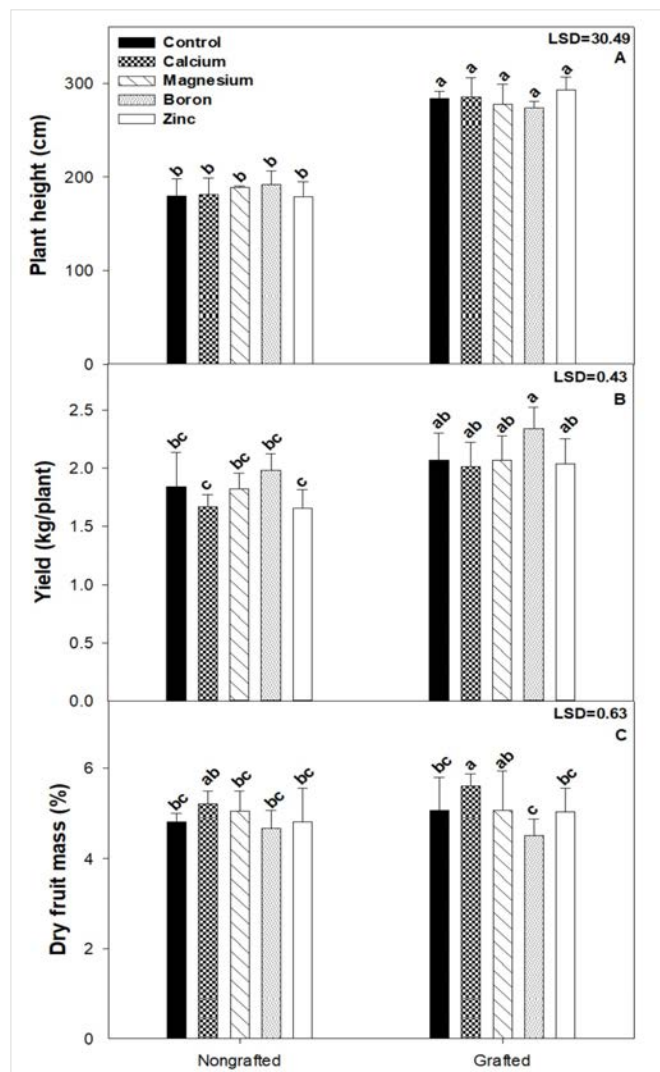 Control
Calcium
Magnesium
Boron
Zinc
LSD=30.49
A
Plant height (cm)
300
200
100
0
b b b b b
a a a a a
LSD=0.43
B
Yield (kg/plant)
2.5
2.0
1.5
1.0
0.5
0.0
bc c bc bc c
ab ab ab a ab
LSD=0.63
C
Dry fruit mass (%)
6
4
2
0
bc ab bc bc bc
bc a ab c bc
Nongrafted Grafted